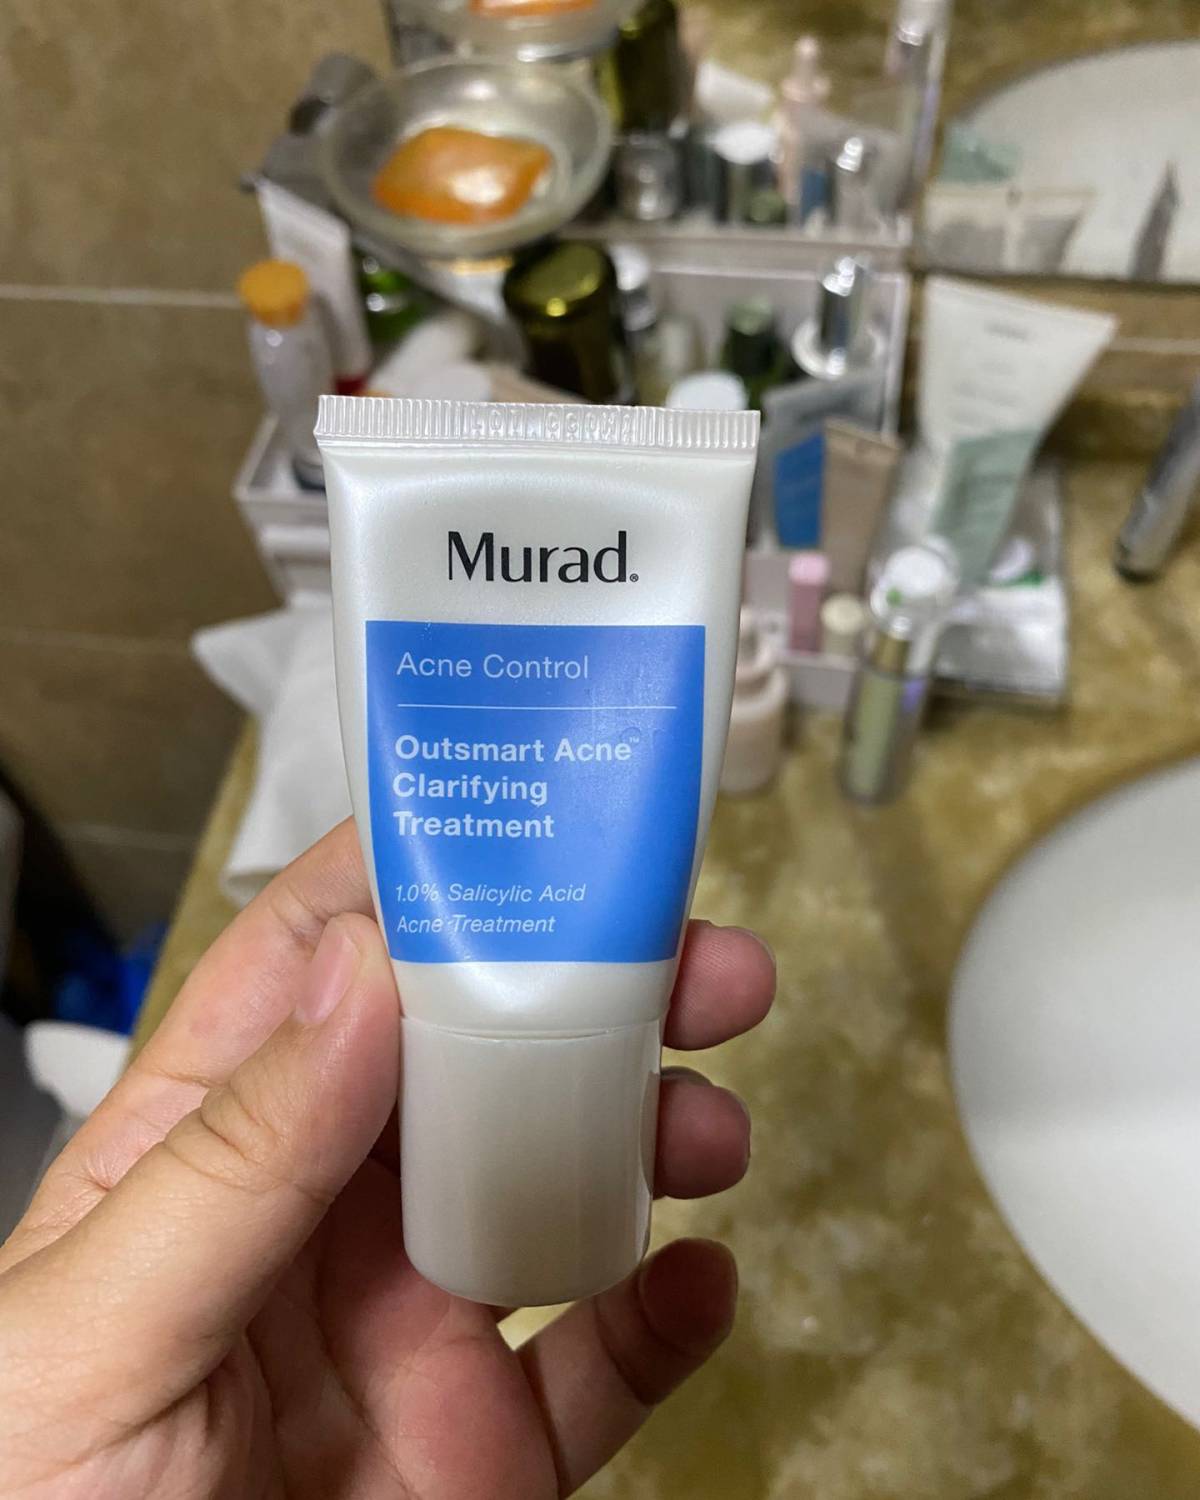 Murad®
Acne Control
Outsmart Acne™
Clarifying
Treatment
1.0% Salicylic Acid
Acne Treatment